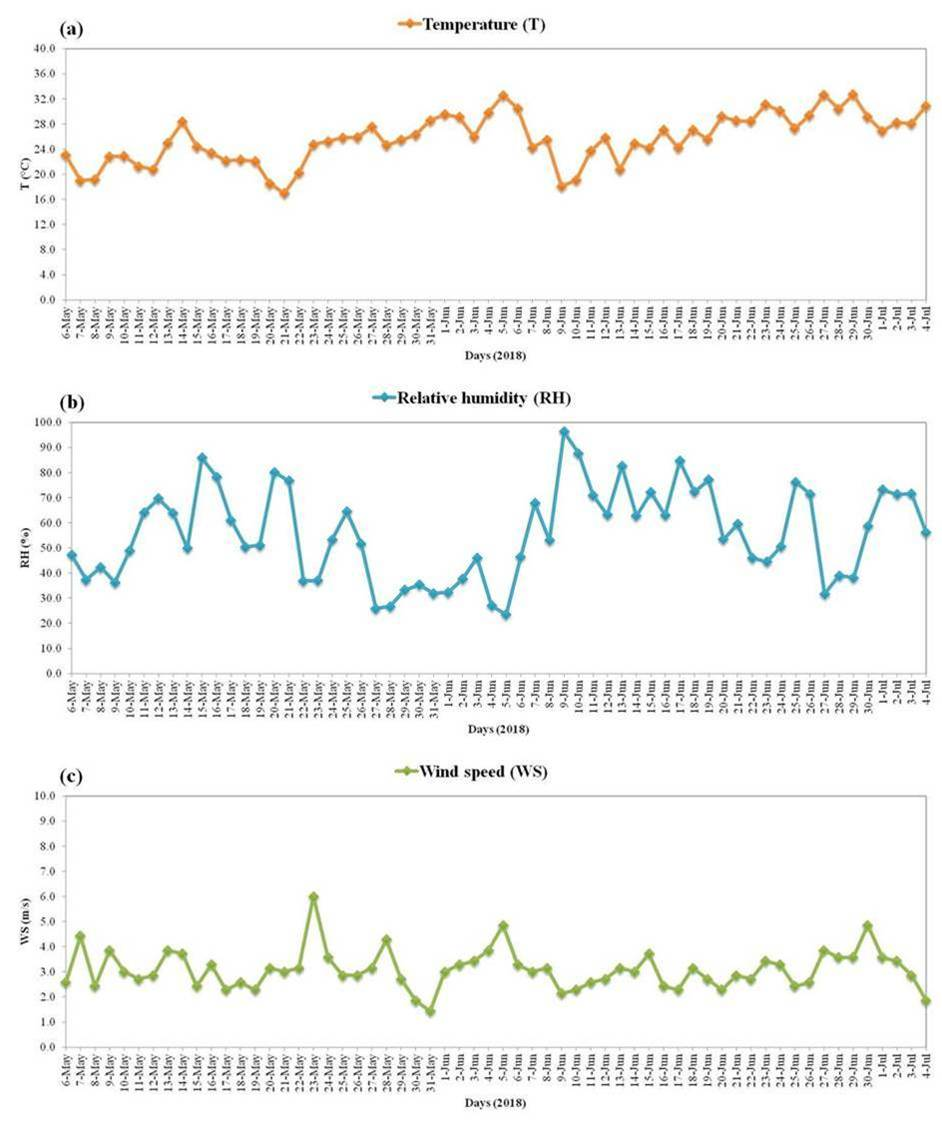 (a)
Temperature (T)
40.0
36.0
32.0
28.0
24.0
20.0
16.0
12.0
8.0
4.0
0.0
T (°C)
6-May 7-May 8-May 9-May 10-May 11-May 12-May 13-May 14-May 15-May 16-May 17-May 18-May 19-May 20-May 21-May 22-May 23-May 24-May 25-May 26-May 27-May 28-May 29-May 30-May 31-May 1-Jun 2-Jun 3-Jun 4-Jun 5-Jun 6-Jun 7-Jun 8-Jun 9-Jun 10-Jun 11-Jun 12-Jun 13-Jun 14-Jun 15-Jun 16-Jun 17-Jun 18-Jun 19-Jun 20-Jun 21-Jun 22-Jun 23-Jun 24-Jun 25-Jun 26-Jun 27-Jun 28-Jun 29-Jun 30-Jun 1-Jul 2-Jul 3-Jul 4-Jul
Days (2018)
(b)
Relative humidity (RH)
100.0
90.0
80.0
70.0
60.0
50.0
40.0
30.0
20.0
10.0
0.0
RH (%)
6-May 7-May 8-May 9-May 10-May 11-May 12-May 13-May 14-May 15-May 16-May 17-May 18-May 19-May 20-May 21-May 22-May 23-May 24-May 25-May 26-May 27-May 28-May 29-May 30-May 31-May 1-Jun 2-Jun 3-Jun 4-Jun 5-Jun 6-Jun 7-Jun 8-Jun 9-Jun 10-Jun 11-Jun 12-Jun 13-Jun 14-Jun 15-Jun 16-Jun 17-Jun 18-Jun 19-Jun 20-Jun 21-Jun 22-Jun 23-Jun 24-Jun 25-Jun 26-Jun 27-Jun 28-Jun 29-Jun 30-Jun 1-Jul 2-Jul 3-Jul 4-Jul
Days (2018)
(c)
Wind speed (WS)
10.0
9.0
8.0
7.0
6.0
5.0
4.0
3.0
2.0
1.0
0.0
WS (m/s)
6-May 7-May 8-May 9-May 10-May 11-May 12-May 13-May 14-May 15-May 16-May 17-May 18-May 19-May 20-May 21-May 22-May 23-May 24-May 25-May 26-May 27-May 28-May 29-May 30-May 31-May 1-Jun 2-Jun 3-Jun 4-Jun 5-Jun 6-Jun 7-Jun 8-Jun 9-Jun 10-Jun 11-Jun 12-Jun 13-Jun 14-Jun 15-Jun 16-Jun 17-Jun 18-Jun 19-Jun 20-Jun 21-Jun 22-Jun 23-Jun 24-Jun 25-Jun 26-Jun 27-Jun 28-Jun 29-Jun 30-Jun 1-Jul 2-Jul 3-Jul 4-Jul
Days (2018)